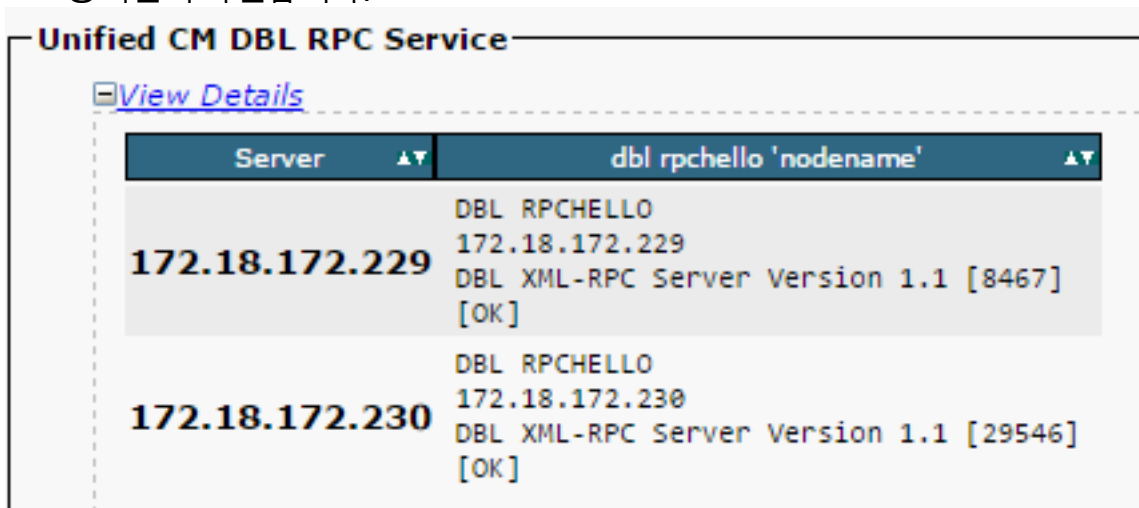 Unified CM DBL RPC Service
View Details
Server
dbl rpchello 'nodename'
172.18.172.229
DBL RPCHELLO
172.18.172.229
DBL XML-RPC Server Version 1.1 [8467]
[OK]
172.18.172.230
DBL RPCHELLO
172.18.172.230
DBL XML-RPC Server Version 1.1 [29546]
[OK]